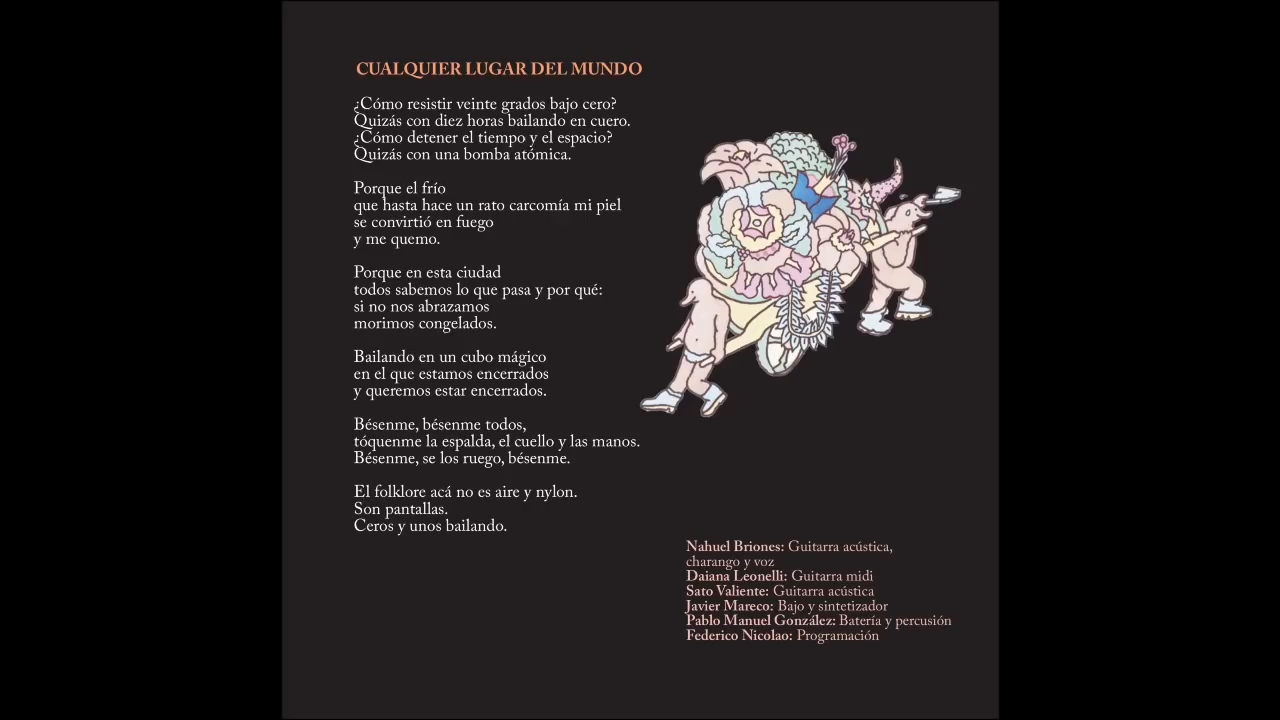 CUALQUIER LUGAR DEL MUNDO
¿Cómo resistir veinte grados bajo cero?
Quizás con diez horas bailando en cuero.
¿Cómo detener el tiempo y el espacio?
Quizás con una bomba atómica.
Porque el frío
que hasta hace un rato carcomía mi piel
se convirtió en fuego
y me quemo.
Porque en esta ciudad
todos sabemos lo que pasa y por qué:
si no nos abrazamos
morimos congelados.
Bailando en un cubo mágico
en el que estamos encerrados
y queremos estar encerrados.
Bésenme, bésenme todos,
tóquenme la espalda, el cuello y las manos.
Bésenme, se los ruego, bésenme.
El folklore acá no es aire y nylon.
Son pantallas.
Ceros y unos bailando.
Nahuel Briones: Guitarra acústica,
charango y voz
Daiana Leonelli: Guitarra midi
Sato Valiente: Guitarra acústica
Javier Mareco: Bajo y sintetizador
Pablo Manuel González: Batería y percusión
Federico Nicolao: Programación